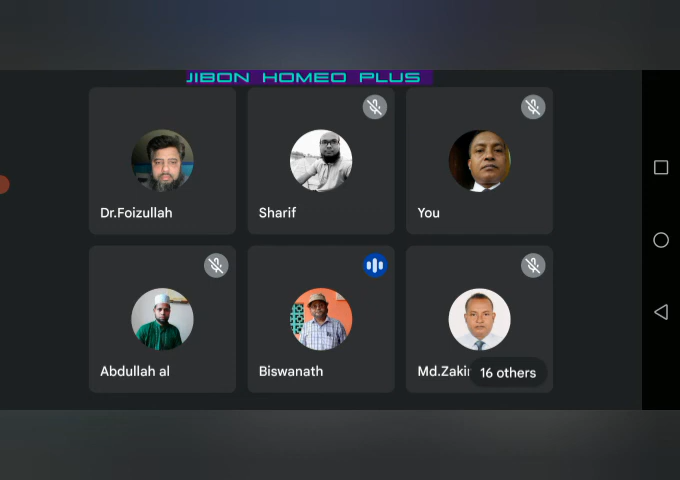 JIBON HOMEO PLUS
Dr.Foizullah
Sharif
You
Abdullah al
Biswanath
Md.Zakir
16 others